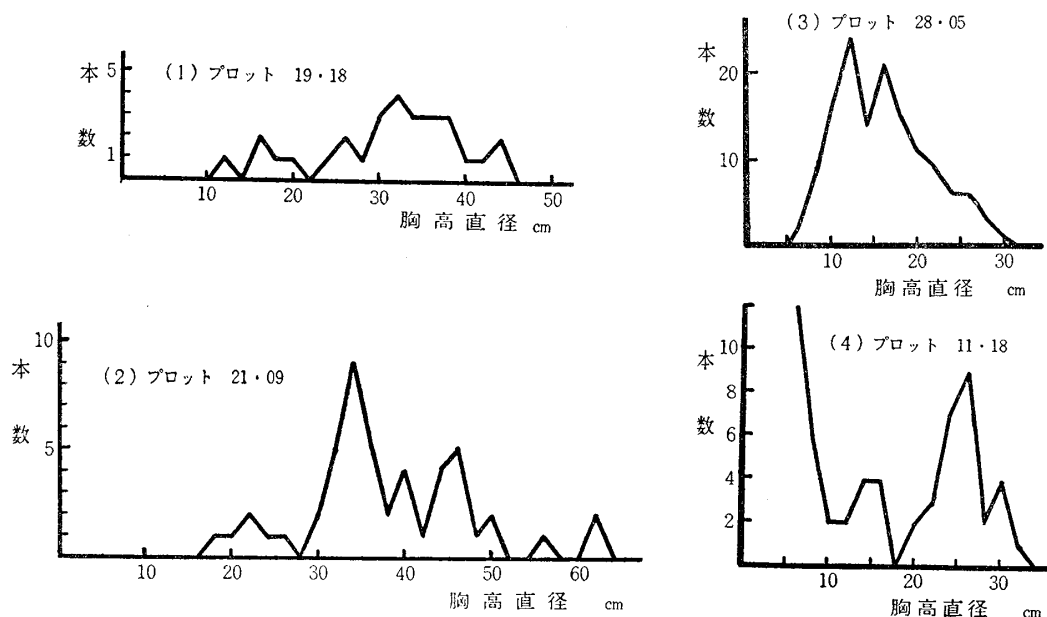 (1) プロット 19・18
本
数
5
1
10 20 30 40 50
胸高直径 cm
(2) プロット 21・09
本
数
10
5
10 20 30 40 50 60
胸高直径 cm
(3) プロット 28・05
本
数
20
10
10 20 30
胸高直径 cm
(4) プロット 11・18
本
数
10
8
6
4
2
10 20 30
胸高直径 cm